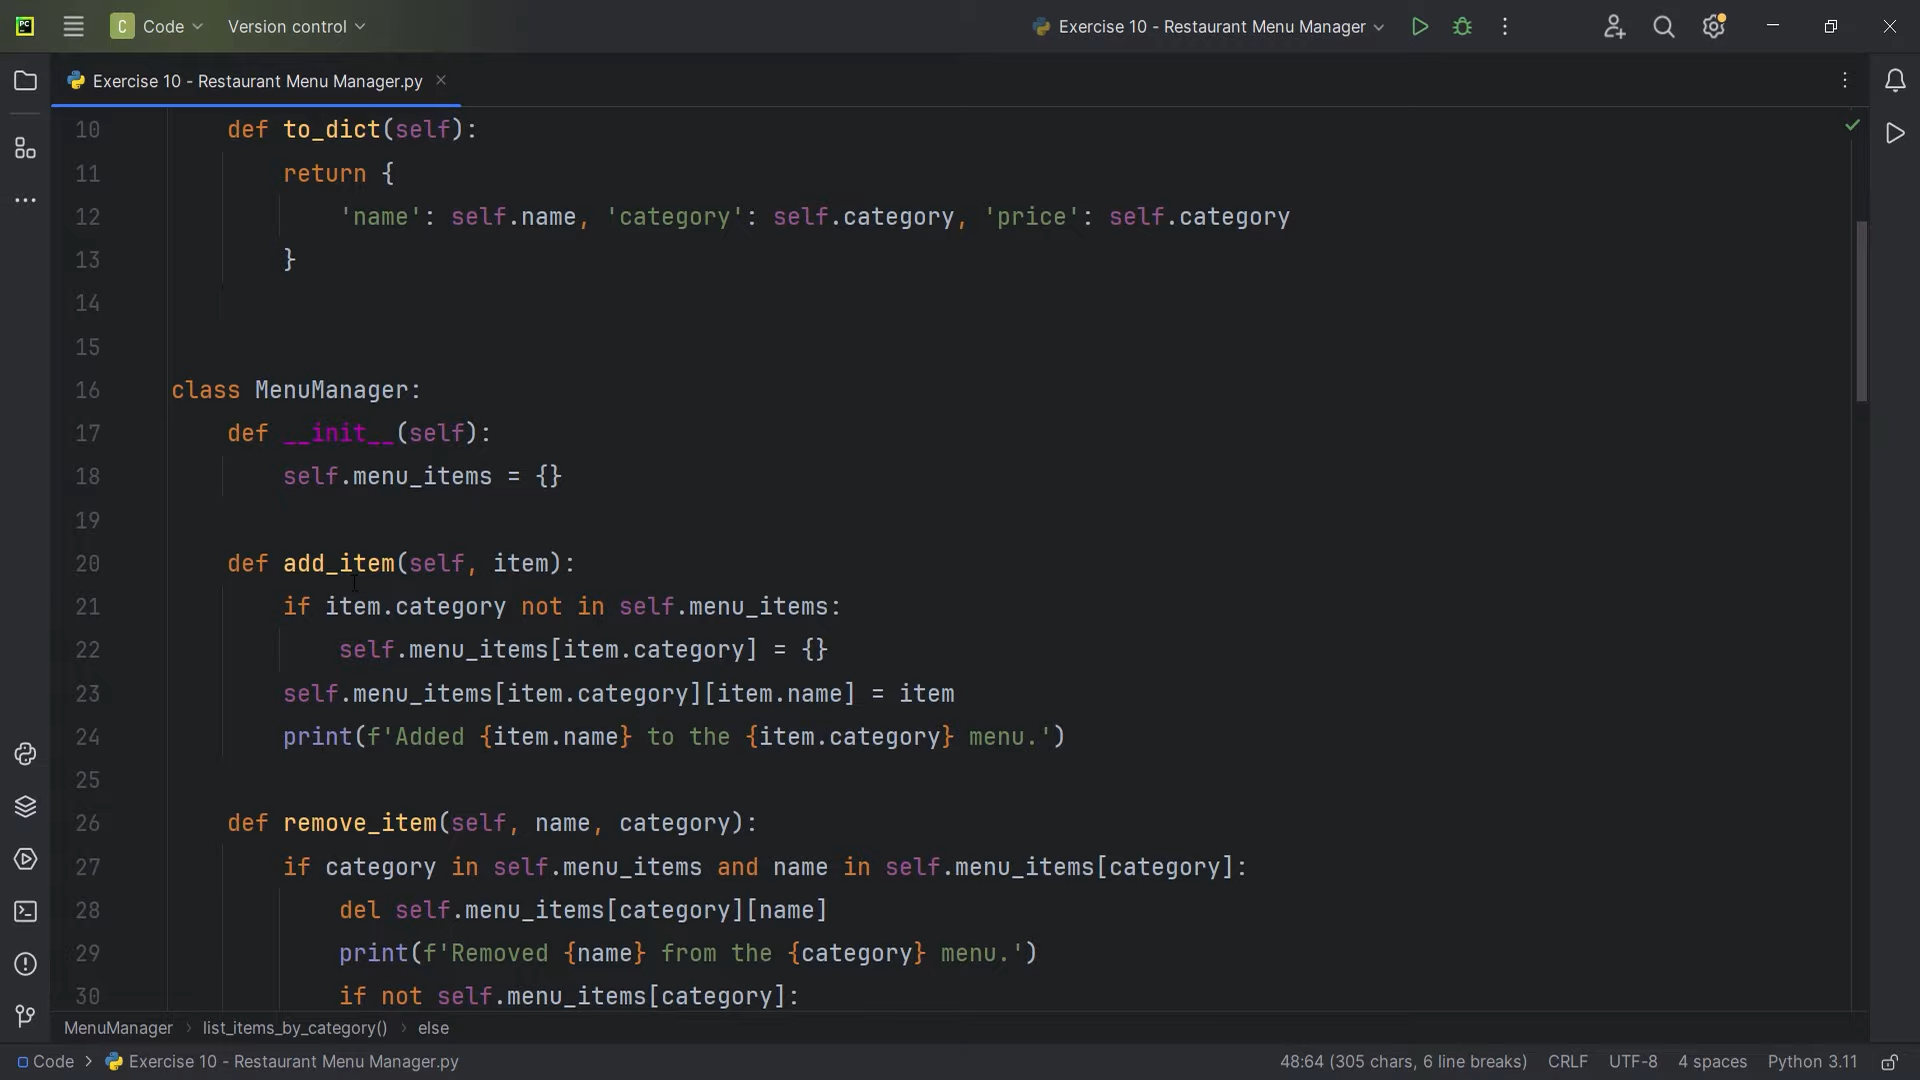 PC
C Code Version control Exercise 10 - Restaurant Menu Manager
Exercise 10 - Restaurant Menu Manager.py
10 def to_dict(self):
11 return {
12 'name': self.name, 'category': self.category, 'price': self.category
13 }
14
15
16 class MenuManager:
17 def __init__(self):
18 self.menu_items = {}
19
20 def add_item(self, item):
21 if item.category not in self.menu_items:
22 self.menu_items[item.category] = {}
23 self.menu_items[item.category][item.name] = item
24 print(f'Added {item.name} to the {item.category} menu.')
25
26 def remove_item(self, name, category):
27 if category in self.menu_items and name in self.menu_items[category]:
28 del self.menu_items[category][name]
29 print(f'Removed {name} from the {category} menu.')
30 if not self.menu_items[category]:
MenuManager › list_items_by_category() › else
Code › Exercise 10 - Restaurant Menu Manager.py 48:64 (305 chars, 6 line breaks) CRLF UTF-8 4 spaces Python 3.11